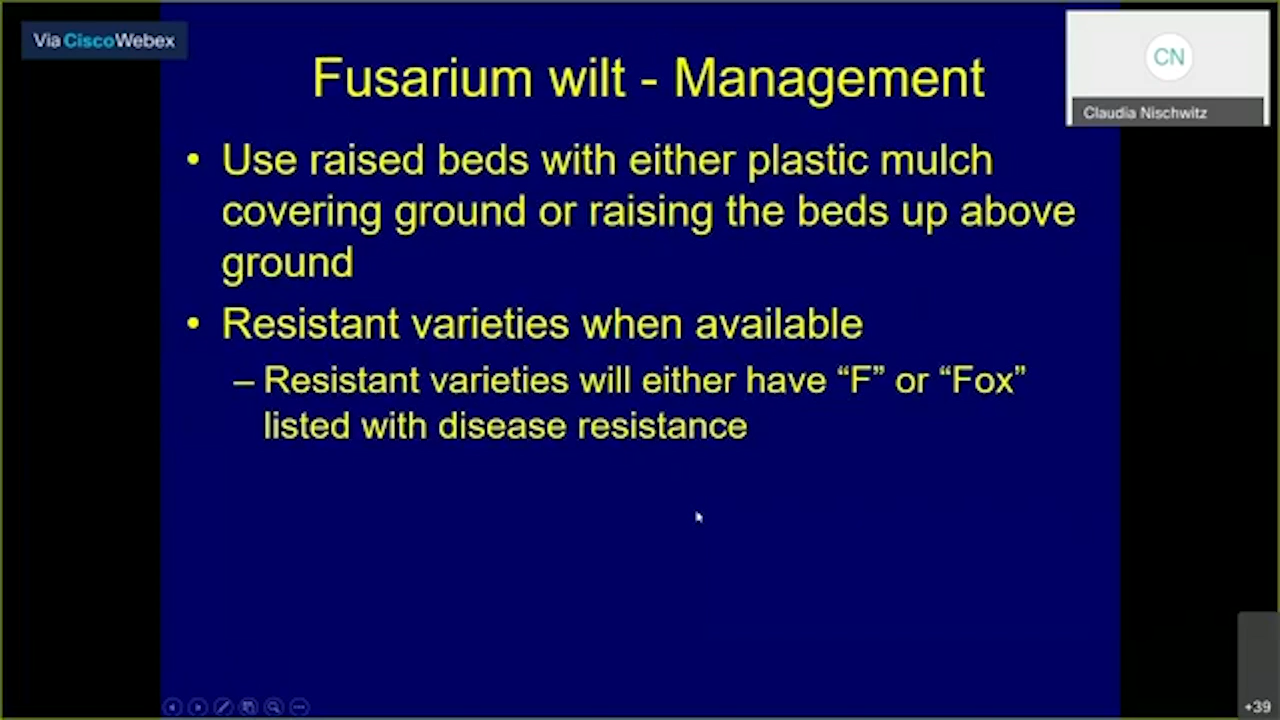 Via CiscoWebex
CN
Claudia Nischwitz
Fusarium wilt - Management
• Use raised beds with either plastic mulch
covering ground or raising the beds up above
ground
• Resistant varieties when available
– Resistant varieties will either have “F” or “Fox”
listed with disease resistance
+39